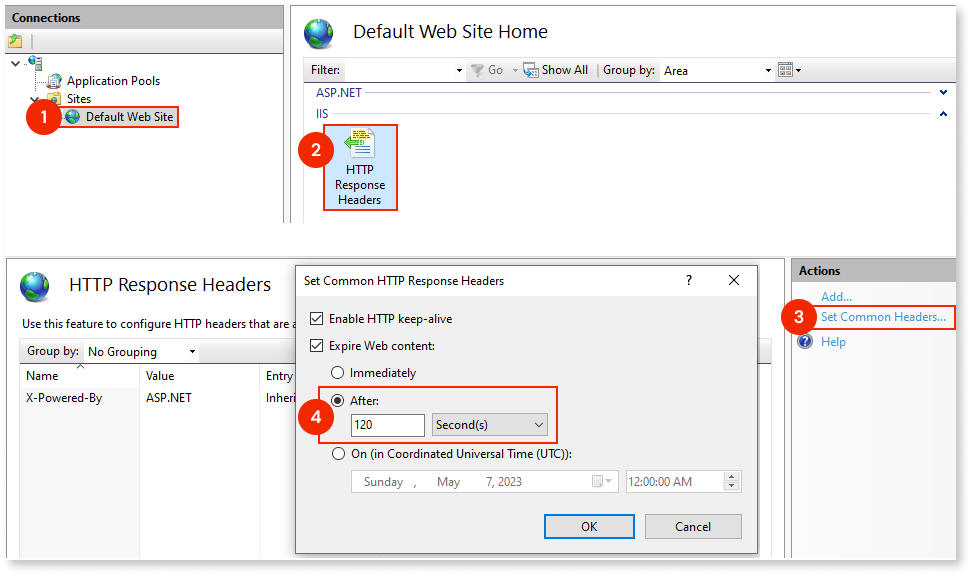 Connections
Default Web Site Home
Filter:
Go
Show All
Group by:
Area
Application Pools
Sites
1
Default Web Site
ASP.NET
IIS
2
HTTP
Response
Headers
HTTP Response Headers
Use this feature to configure HTTP headers that are a
Group by:
No Grouping
Name
Value
Entry
X-Powered-By
ASP.NET
Inheri
Set Common HTTP Response Headers
?
Enable HTTP keep-alive
Expire Web content:
Immediately
4
After:
120
Second(s)
On (in Coordinated Universal Time (UTC)):
Sunday , May 7, 2023
12:00:00 AM
OK
Cancel
Actions
Add...
3
Set Common Headers...
Help